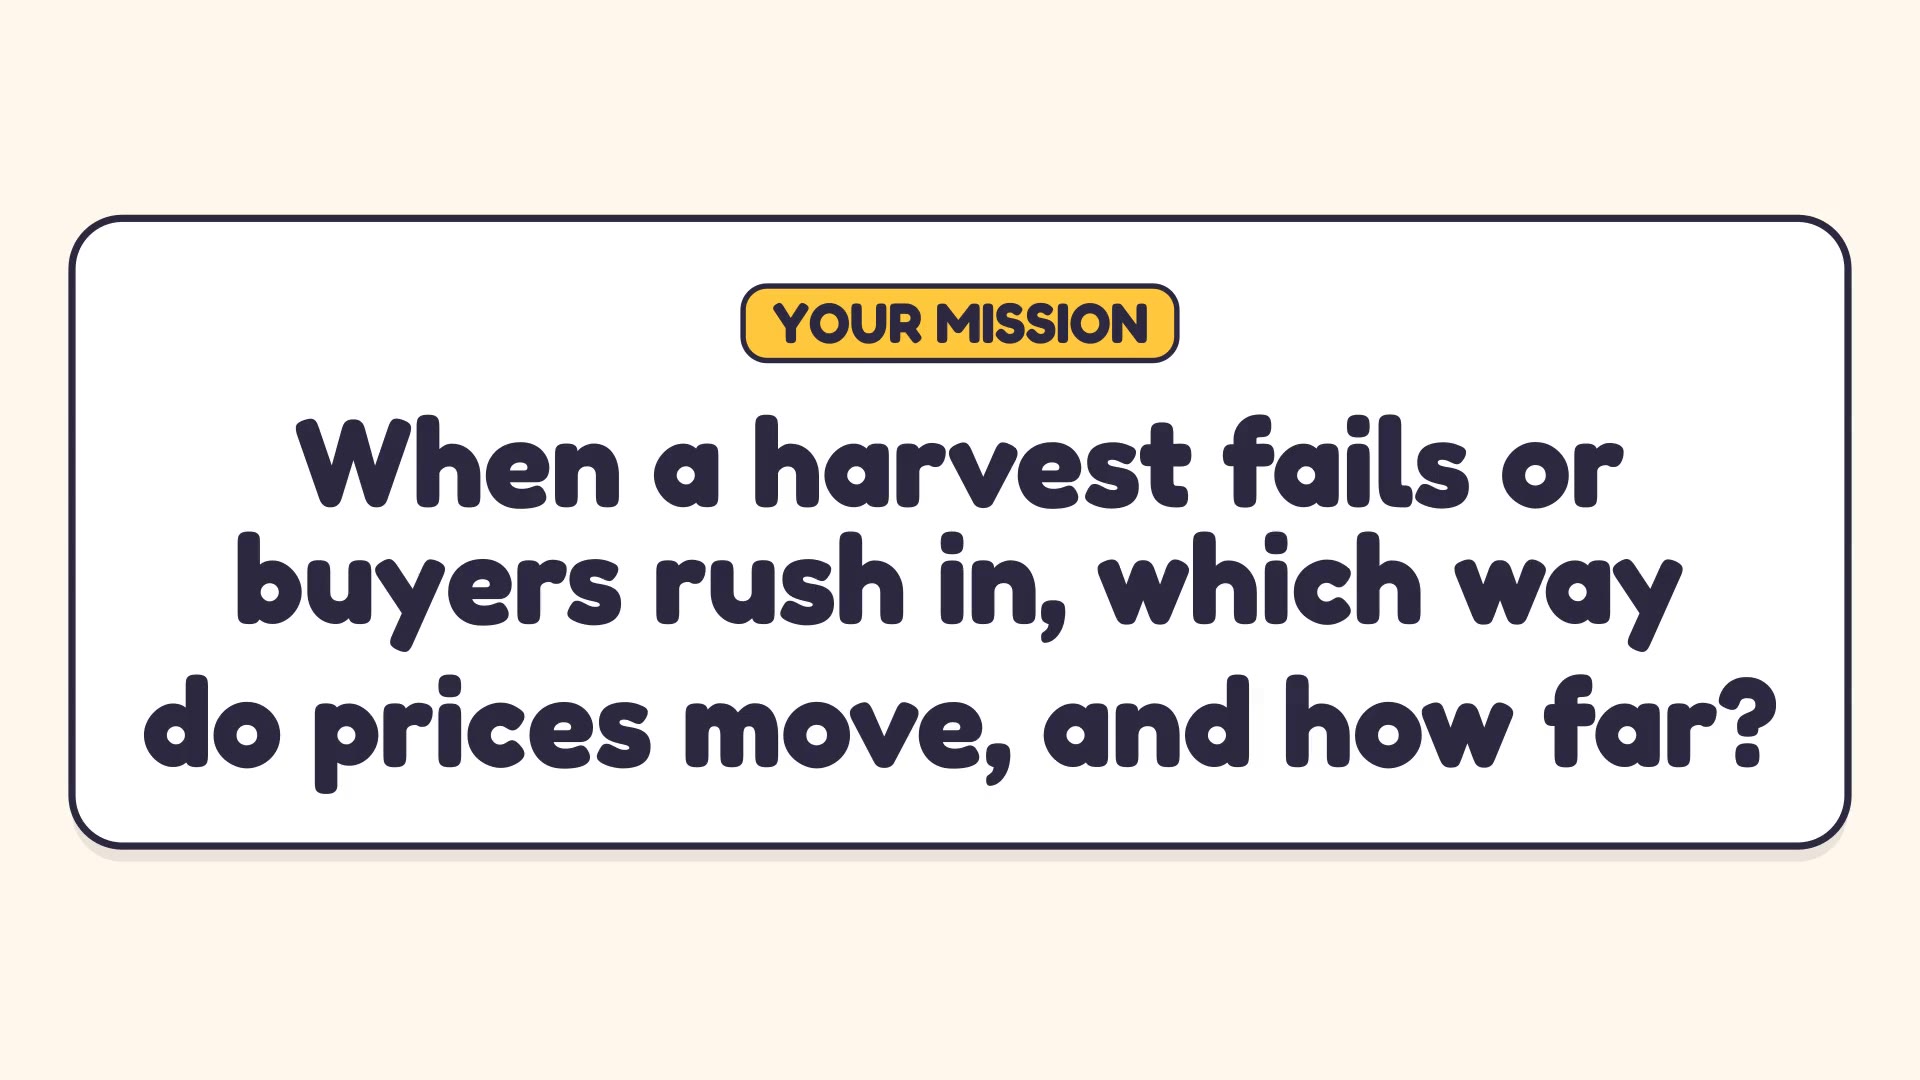 YOUR MISSION
When a harvest fails or
buyers rush in, which way
do prices move, and how far?